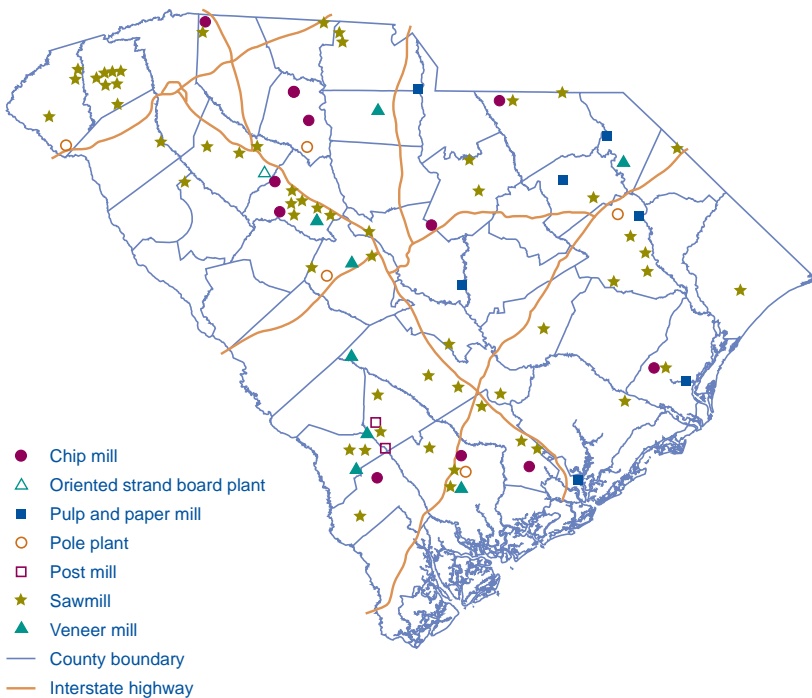 Chip mill
Oriented strand board plant
Pulp and paper mill
Pole plant
Post mill
Sawmill
Veneer mill
County boundary
Interstate highway